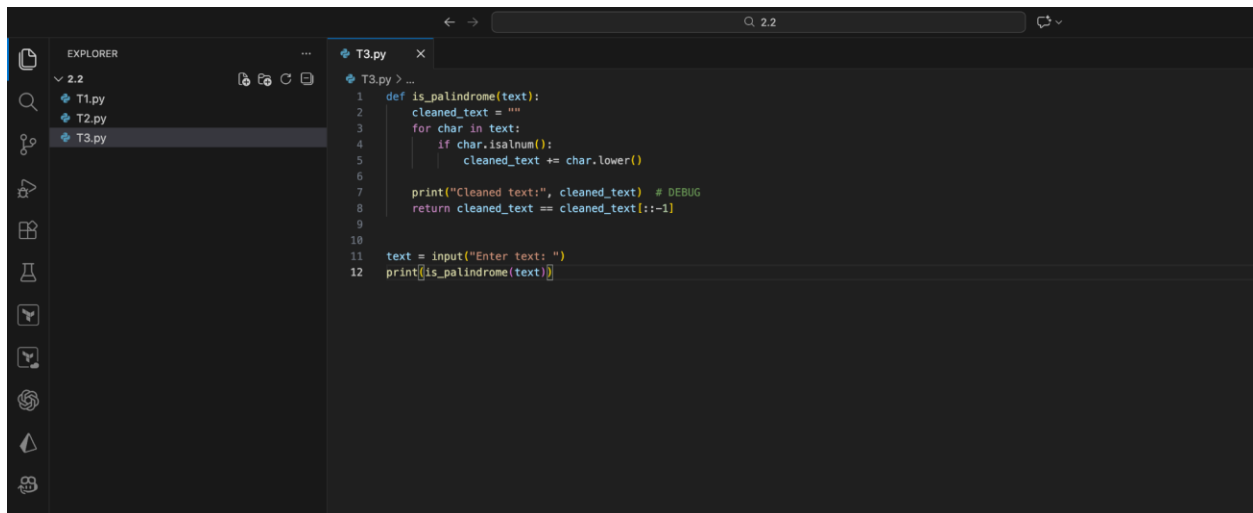 2.2
EXPLORER ...
2.2
T1.py
T2.py
T3.py
T3.py
T3.py > ...
1 def is_palindrome(text):
2     cleaned_text = ""
3     for char in text:
4         if char.isalnum():
5             cleaned_text += char.lower()
6
7     print("Cleaned text:", cleaned_text)  # DEBUG
8     return cleaned_text == cleaned_text[::-1]
9
10
11 text = input("Enter text: ")
12 print(is_palindrome(text))